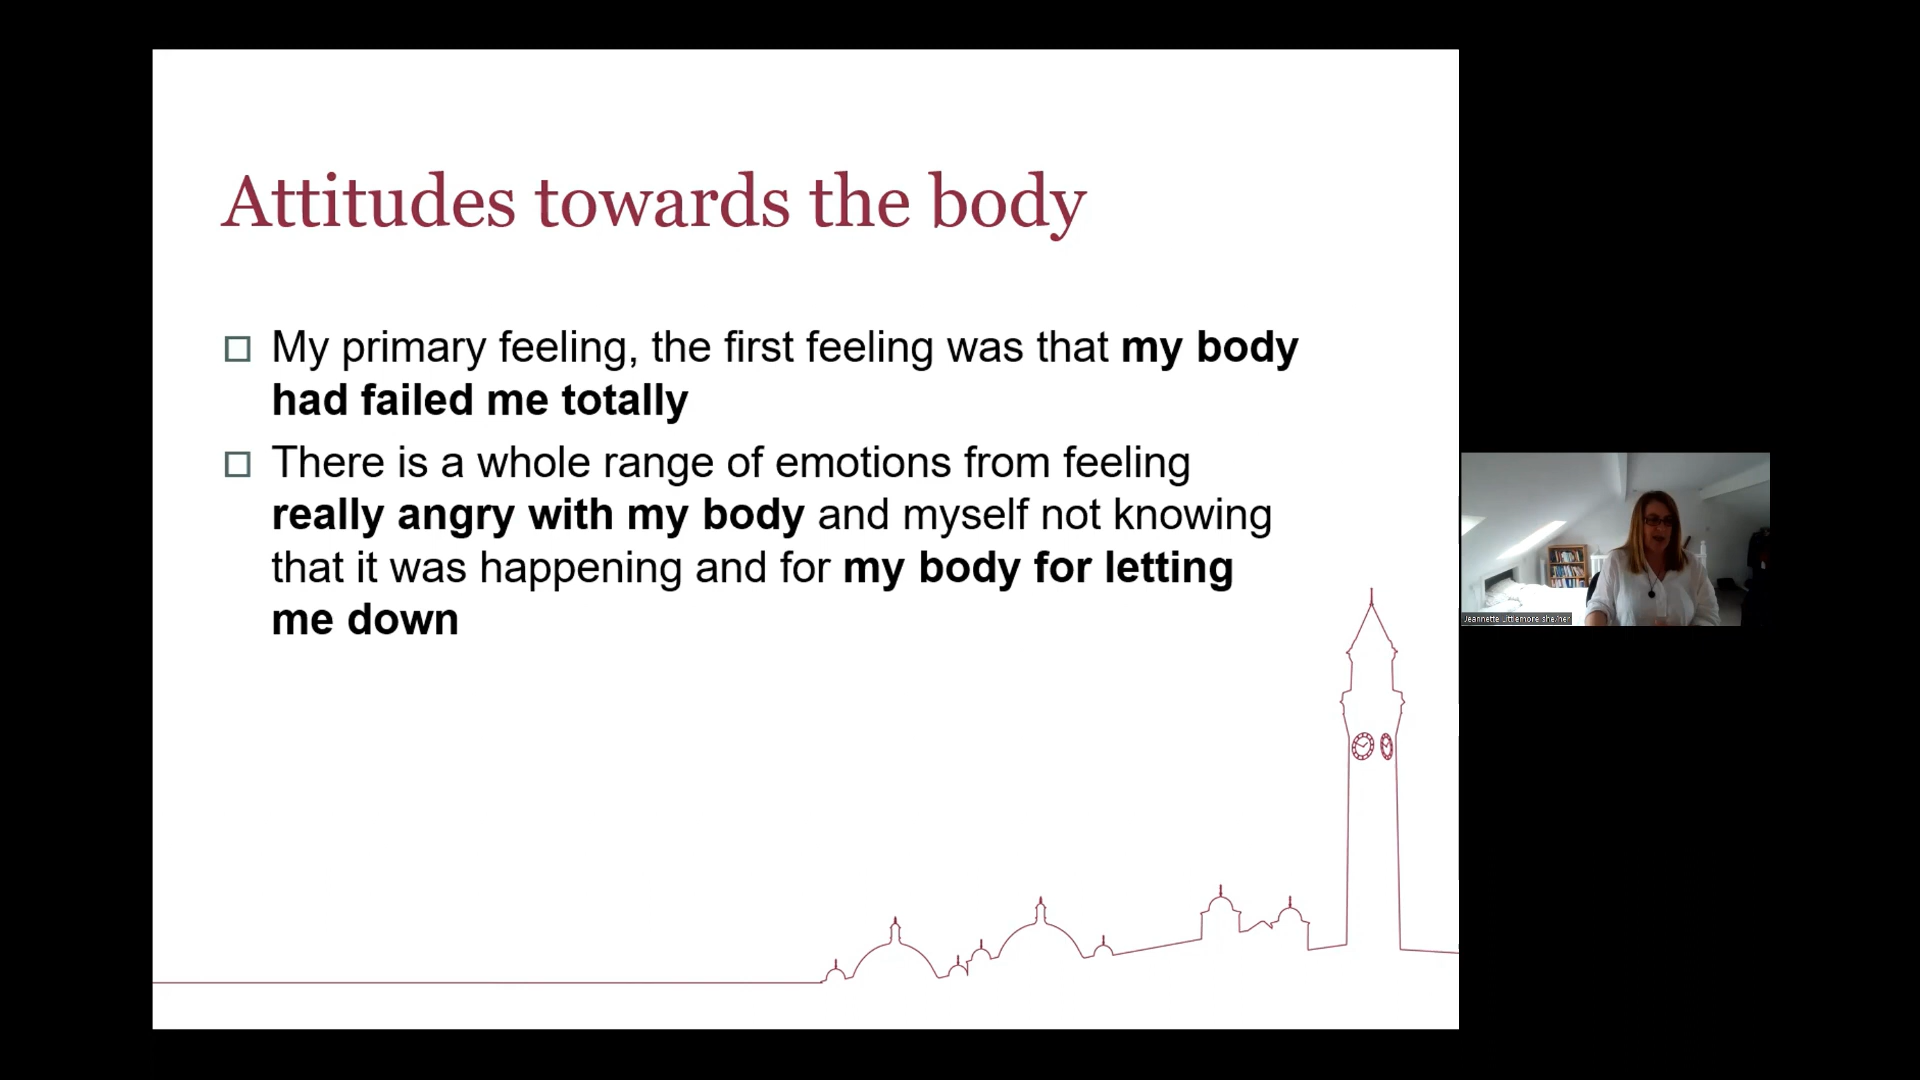 Attitudes towards the body
My primary feeling, the first feeling was that my body
had failed me totally
There is a whole range of emotions from feeling
really angry with my body and myself not knowing
that it was happening and for my body for letting
me down
Jeannette Littlemore she/her